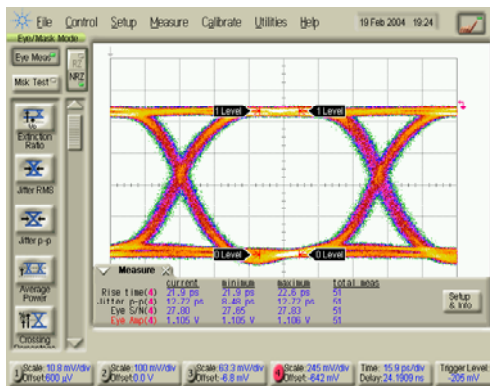 File Control Setup Measure Calibrate Utilities Help 19 Feb 2004 19:24
Eye/Mask Mode
Eye Meas
RZ
NRZ
Msk Test
Extinction
Ratio
Jitter RMS
Jitter p-p
Average
Power
Crossing
1 Level 1 Level
0 Level 0 Level
Measure
current minimum maximum total meas
Rise time(4) 21.9 ps 21.9 ps 22.6 ps 51
Jitter p-p(4) 12.72 ps 8.48 ps 12.72 ps 51
Eye S/N(4) 27.80 27.65 27.83 51
Eye Amp(4) 1.105 V 1.105 V 1.106 V 51
Setup
& Info
1 Scale: 10.8 mV/div
Offset:600 µV
2 Scale: 100 mV/div
Offset:0.0 V
3 Scale: 63.3 mV/div
Offset:-6.8 mV
4 Scale: 245 mV/div
Offset:-642 mV
Time: 15.9 ps/div
Delay:24.1909 ns
Trigger Level:
-205 mV